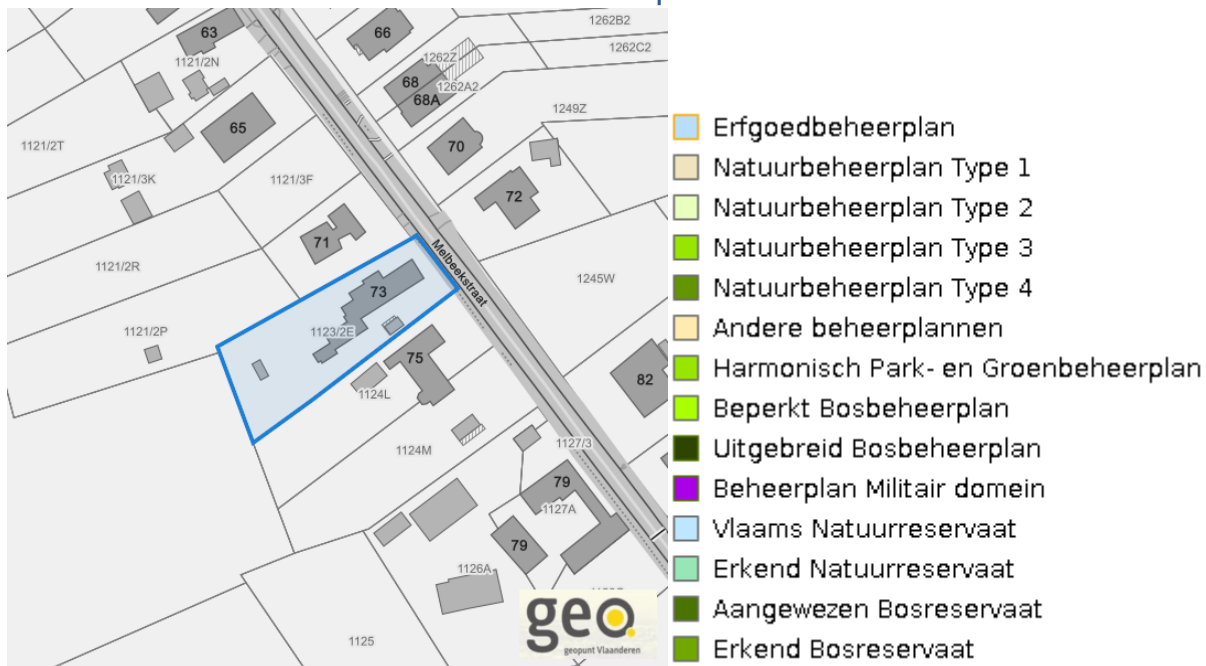 63
66
1262B2
1262C2
1121/2N
1262Z
68
1262A2
68A
1249Z
65
70
1121/2T
1121/3K
1121/3F
72
71
Melbeekstraat
1121/2R
1245W
73
1121/2P
1123/2E
75
82
1124L
1124M
1127/3
79
1127A
79
1126A
1125
geo.
geopunt Vlaanderen
Erfgoedbeheerplan
Natuurbeheerplan Type 1
Natuurbeheerplan Type 2
Natuurbeheerplan Type 3
Natuurbeheerplan Type 4
Andere beheerplannen
Harmonisch Park- en Groenbeheerplan
Beperkt Bosbeheerplan
Uitgebreid Bosbeheerplan
Beheerplan Militair domein
Vlaams Natuurreservaat
Erkend Natuurreservaat
Aangewezen Bosreservaat
Erkend Bosreservaat